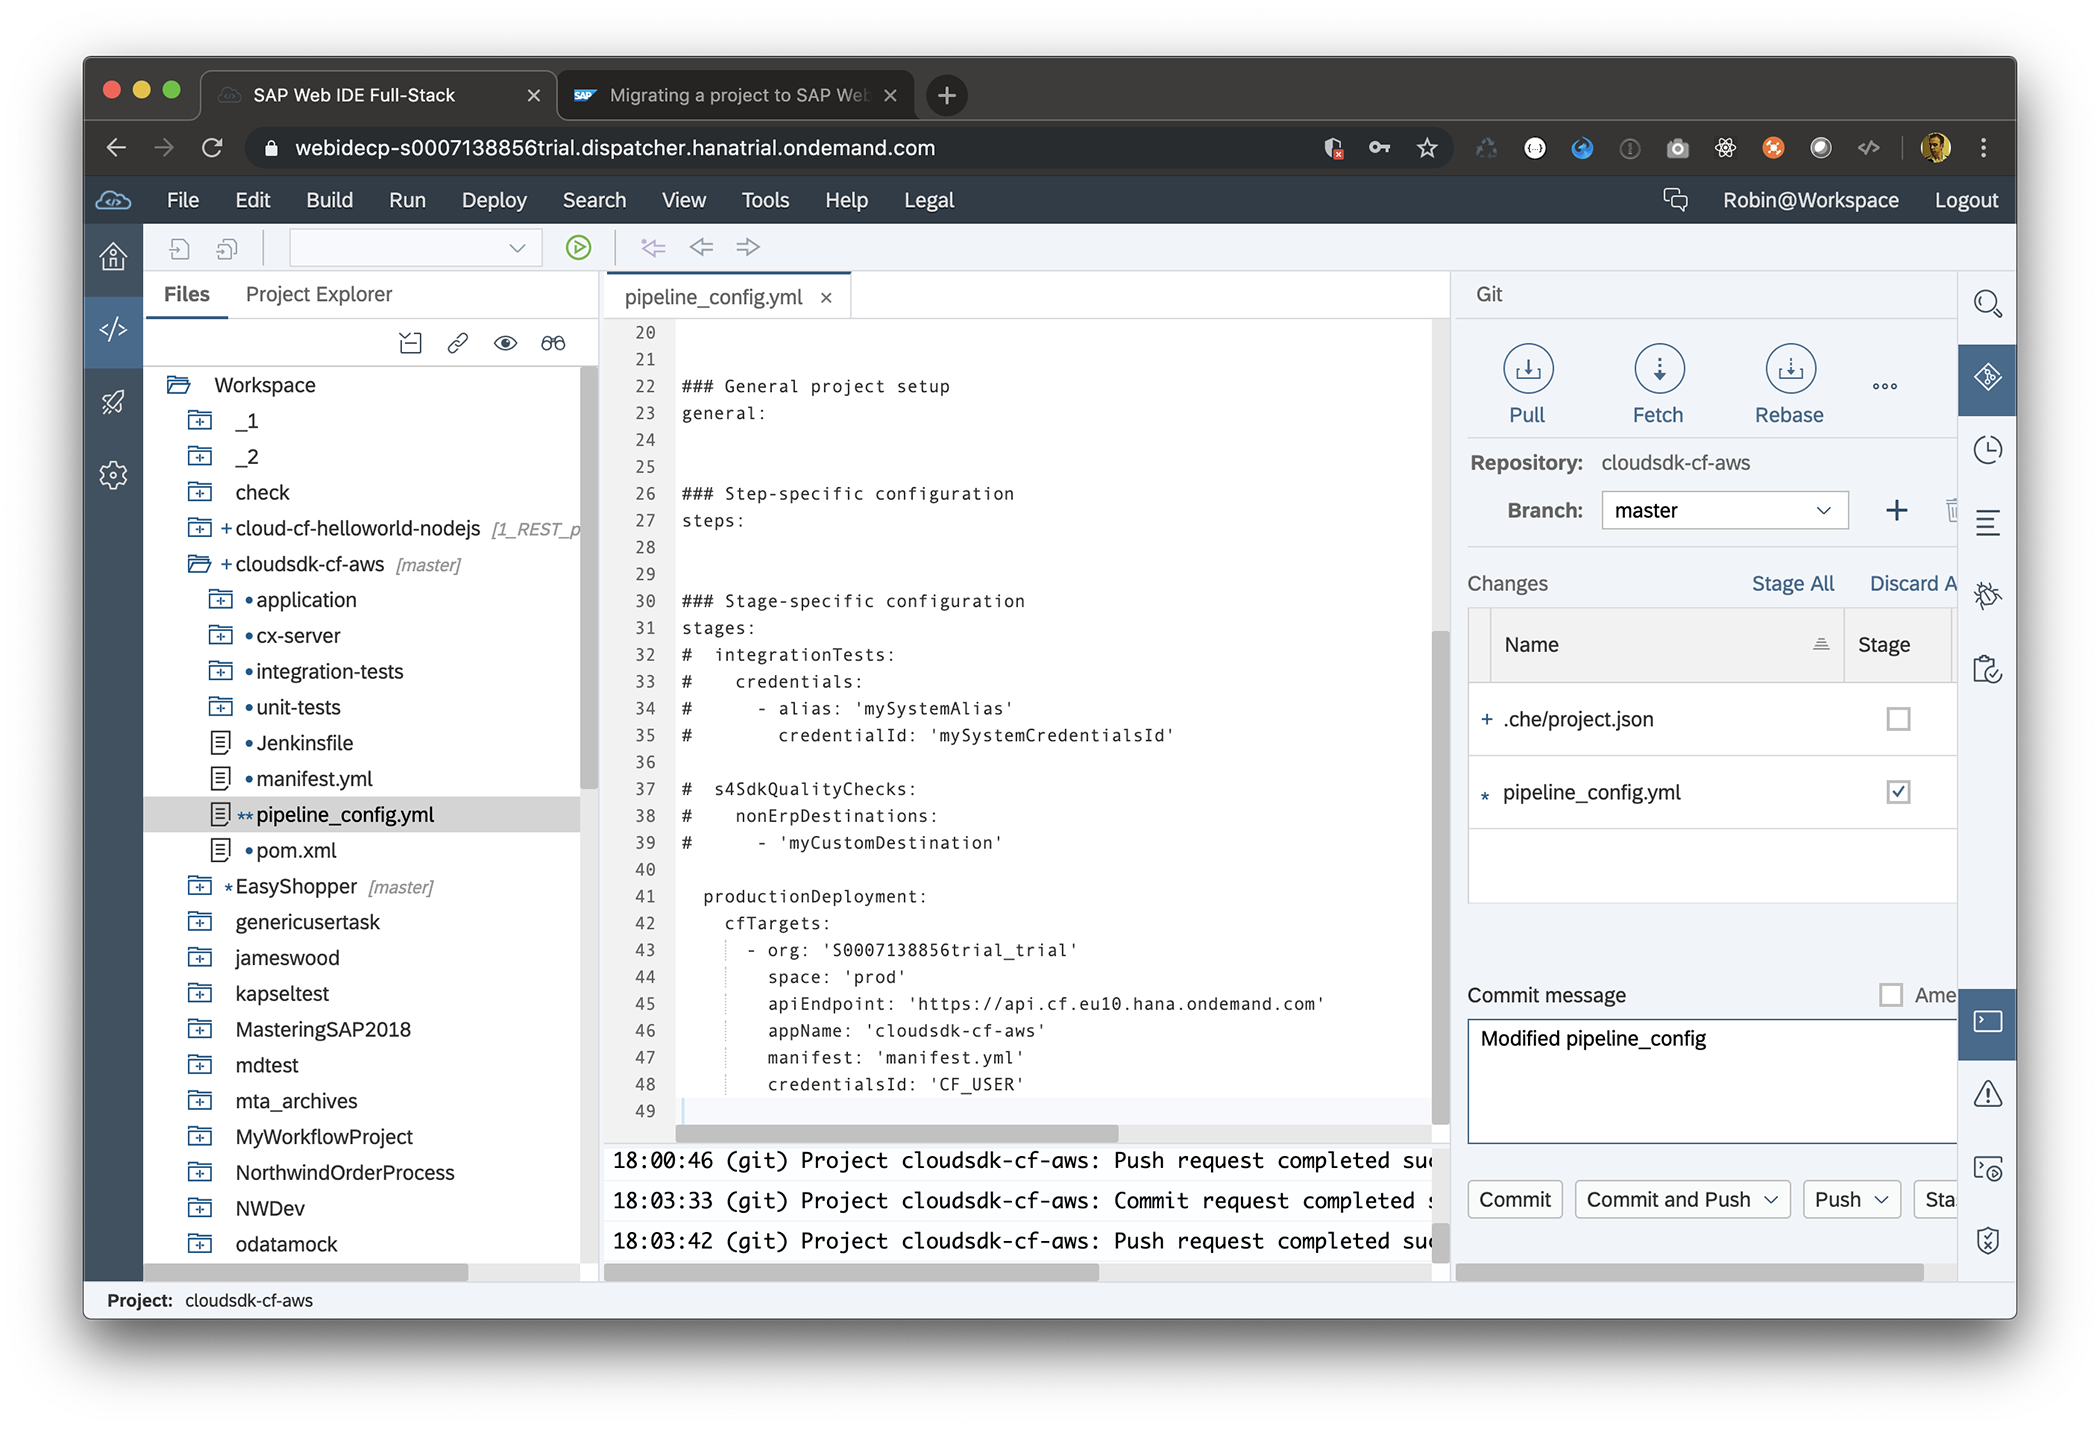 SAP Web IDE Full-Stack
SAP Migrating a project to SAP Web
webidecp-s0007138856trial.dispatcher.hanatrial.ondemand.com
File Edit Build Run Deploy Search View Tools Help Legal Robin@Workspace Logout
Files Project Explorer
Workspace
_1
_2
check
+ cloud-cf-helloworld-nodejs [1_REST_p
+ cloudsdk-cf-aws [master]
• application
• cx-server
• integration-tests
• unit-tests
• Jenkinsfile
• manifest.yml
** pipeline_config.yml
• pom.xml
* EasyShopper [master]
genericusertask
jameswood
kapseltest
MasteringSAP2018
mdtest
mta_archives
MyWorkflowProject
NorthwindOrderProcess
NWDev
odatamock
pipeline_config.yml
20
21
22 ### General project setup
23 general:
24
25
26 ### Step-specific configuration
27 steps:
28
29
30 ### Stage-specific configuration
31 stages:
32 #  integrationTests:
33 #    credentials:
34 #      - alias: 'mySystemAlias'
35 #        credentialId: 'mySystemCredentialsId'
36
37 #  s4SdkQualityChecks:
38 #    nonErpDestinations:
39 #      - 'myCustomDestination'
40
41   productionDeployment:
42     cfTargets:
43       - org: 'S0007138856trial_trial'
44         space: 'prod'
45         apiEndpoint: 'https://api.cf.eu10.hana.ondemand.com'
46         appName: 'cloudsdk-cf-aws'
47         manifest: 'manifest.yml'
48         credentialsId: 'CF_USER'
49
18:00:46 (git) Project cloudsdk-cf-aws: Push request completed suc
18:03:33 (git) Project cloudsdk-cf-aws: Commit request completed s
18:03:42 (git) Project cloudsdk-cf-aws: Push request completed suc
Git
Pull Fetch Rebase
Repository: cloudsdk-cf-aws
Branch: master
Changes Stage All Discard A
Name Stage
+ .che/project.json
* pipeline_config.yml
Commit message Ame
Modified pipeline_config
Commit Commit and Push Push Sta
Project: cloudsdk-cf-aws